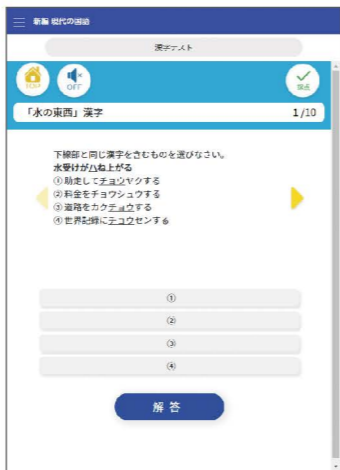 新編 現代の国語
漢字テスト
TOP
OFF
採点
「水の東西」漢字
1/10
下線部と同じ漢字を含むものを選びなさい。
水受けがハね上がる
①助走してチョウヤクする
②料金をチョウシュウする
③道路をカクチョウする
④世界記録にチョウセンする
①
②
③
④
解答